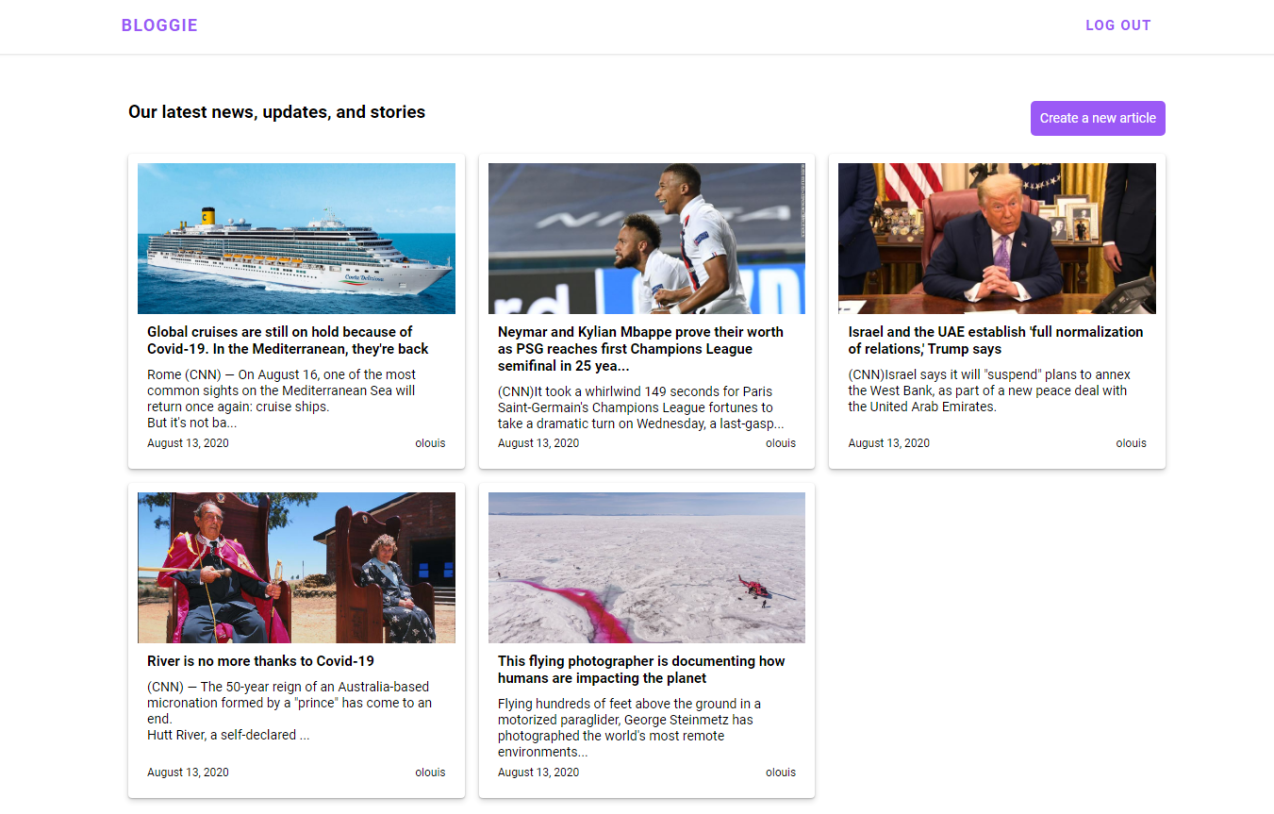 BLOGGIE
LOG OUT
Our latest news, updates, and stories
Create a new article
Global cruises are still on hold because of
Covid-19. In the Mediterranean, they're back
Rome (CNN) — On August 16, one of the most
common sights on the Mediterranean Sea will
return once again: cruise ships.
But it's not ba...
August 13, 2020
olouis
Neymar and Kylian Mbappe prove their worth
as PSG reaches first Champions League
semifinal in 25 yea...
(CNN)It took a whirlwind 149 seconds for Paris
Saint-Germain's Champions League fortunes to
take a dramatic turn on Wednesday, a last-gasp...
August 13, 2020
olouis
Israel and the UAE establish 'full normalization
of relations,' Trump says
(CNN)Israel says it will "suspend" plans to annex
the West Bank, as part of a new peace deal with
the United Arab Emirates.
August 13, 2020
olouis
River is no more thanks to Covid-19
(CNN) — The 50-year reign of an Australia-based
micronation formed by a "prince" has come to an
end.
Hutt River, a self-declared ...
August 13, 2020
olouis
This flying photographer is documenting how
humans are impacting the planet
Flying hundreds of feet above the ground in a
motorized paraglider, George Steinmetz has
photographed the world's most remote
environments...
August 13, 2020
olouis